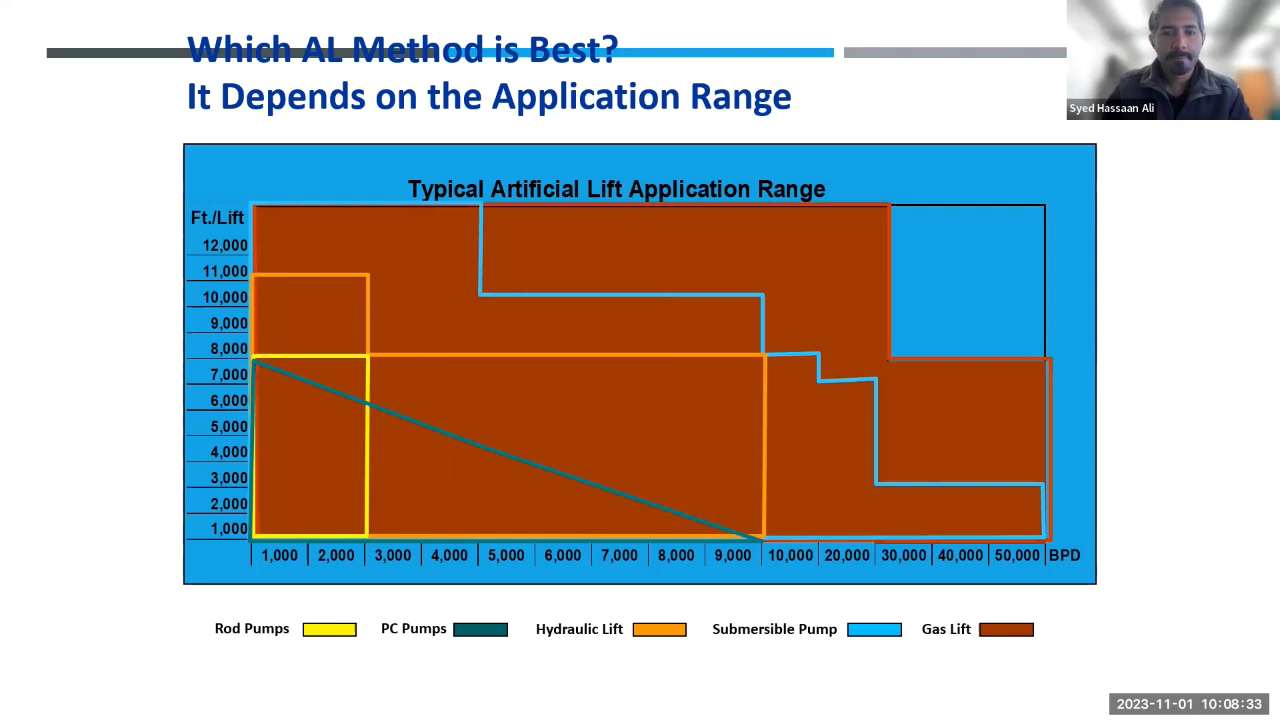 Which AL Method is Best?
It Depends on the Application Range
Syed Hassaan Ali
Typical Artificial Lift Application Range
Ft./Lift
12,000
11,000
10,000
9,000
8,000
7,000
6,000
5,000
4,000
3,000
2,000
1,000
1,000 2,000 3,000 4,000 5,000 6,000 7,000 8,000 9,000 10,000 20,000 30,000 40,000 50,000 BPD
Rod Pumps PC Pumps Hydraulic Lift Submersible Pump Gas Lift
2023-11-01 10:08:33